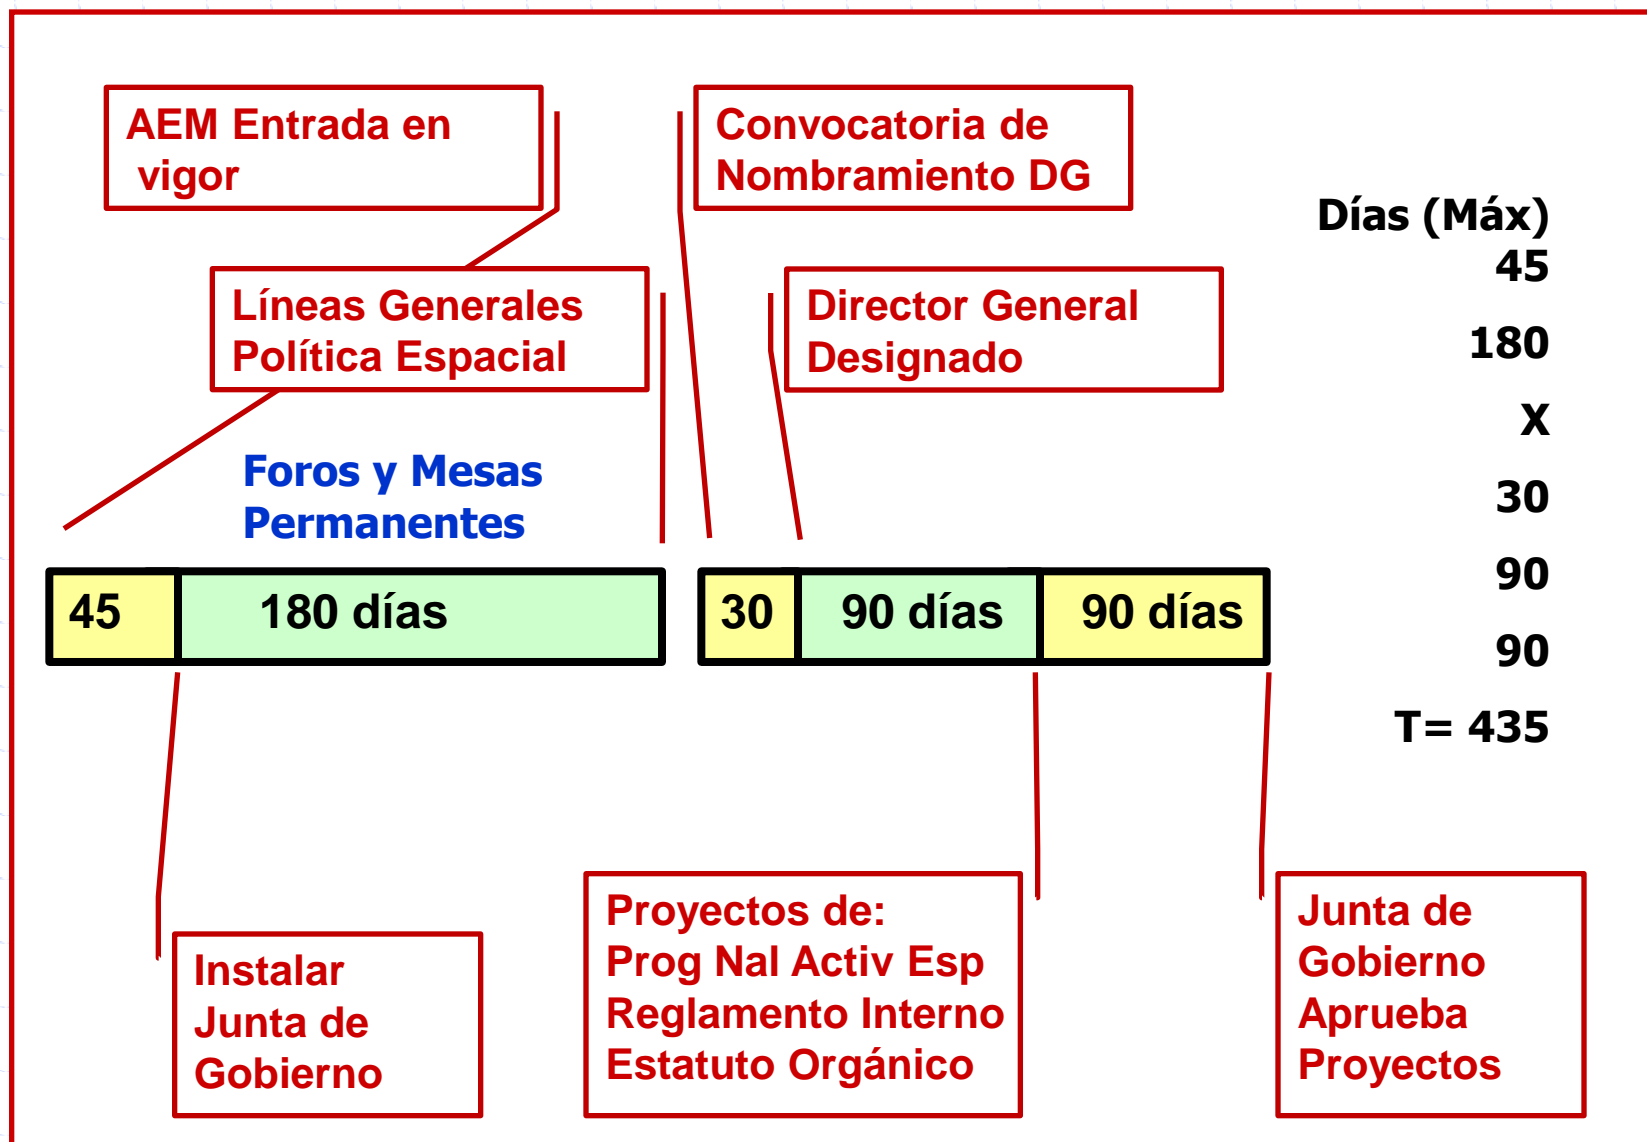 AEM Entrada en
vigor
Convocatoria de
Nombramiento DG
Líneas Generales
Política Espacial
Director General
Designado
Foros y Mesas
Permanentes
45
180 días
30
90 días
90 días
Instalar
Junta de
Gobierno
Proyectos de:
Prog Nal Activ Esp
Reglamento Interno
Estatuto Orgánico
Junta de
Gobierno
Aprueba
Proyectos
Días (Máx)
45
180
X
30
90
90
T= 435